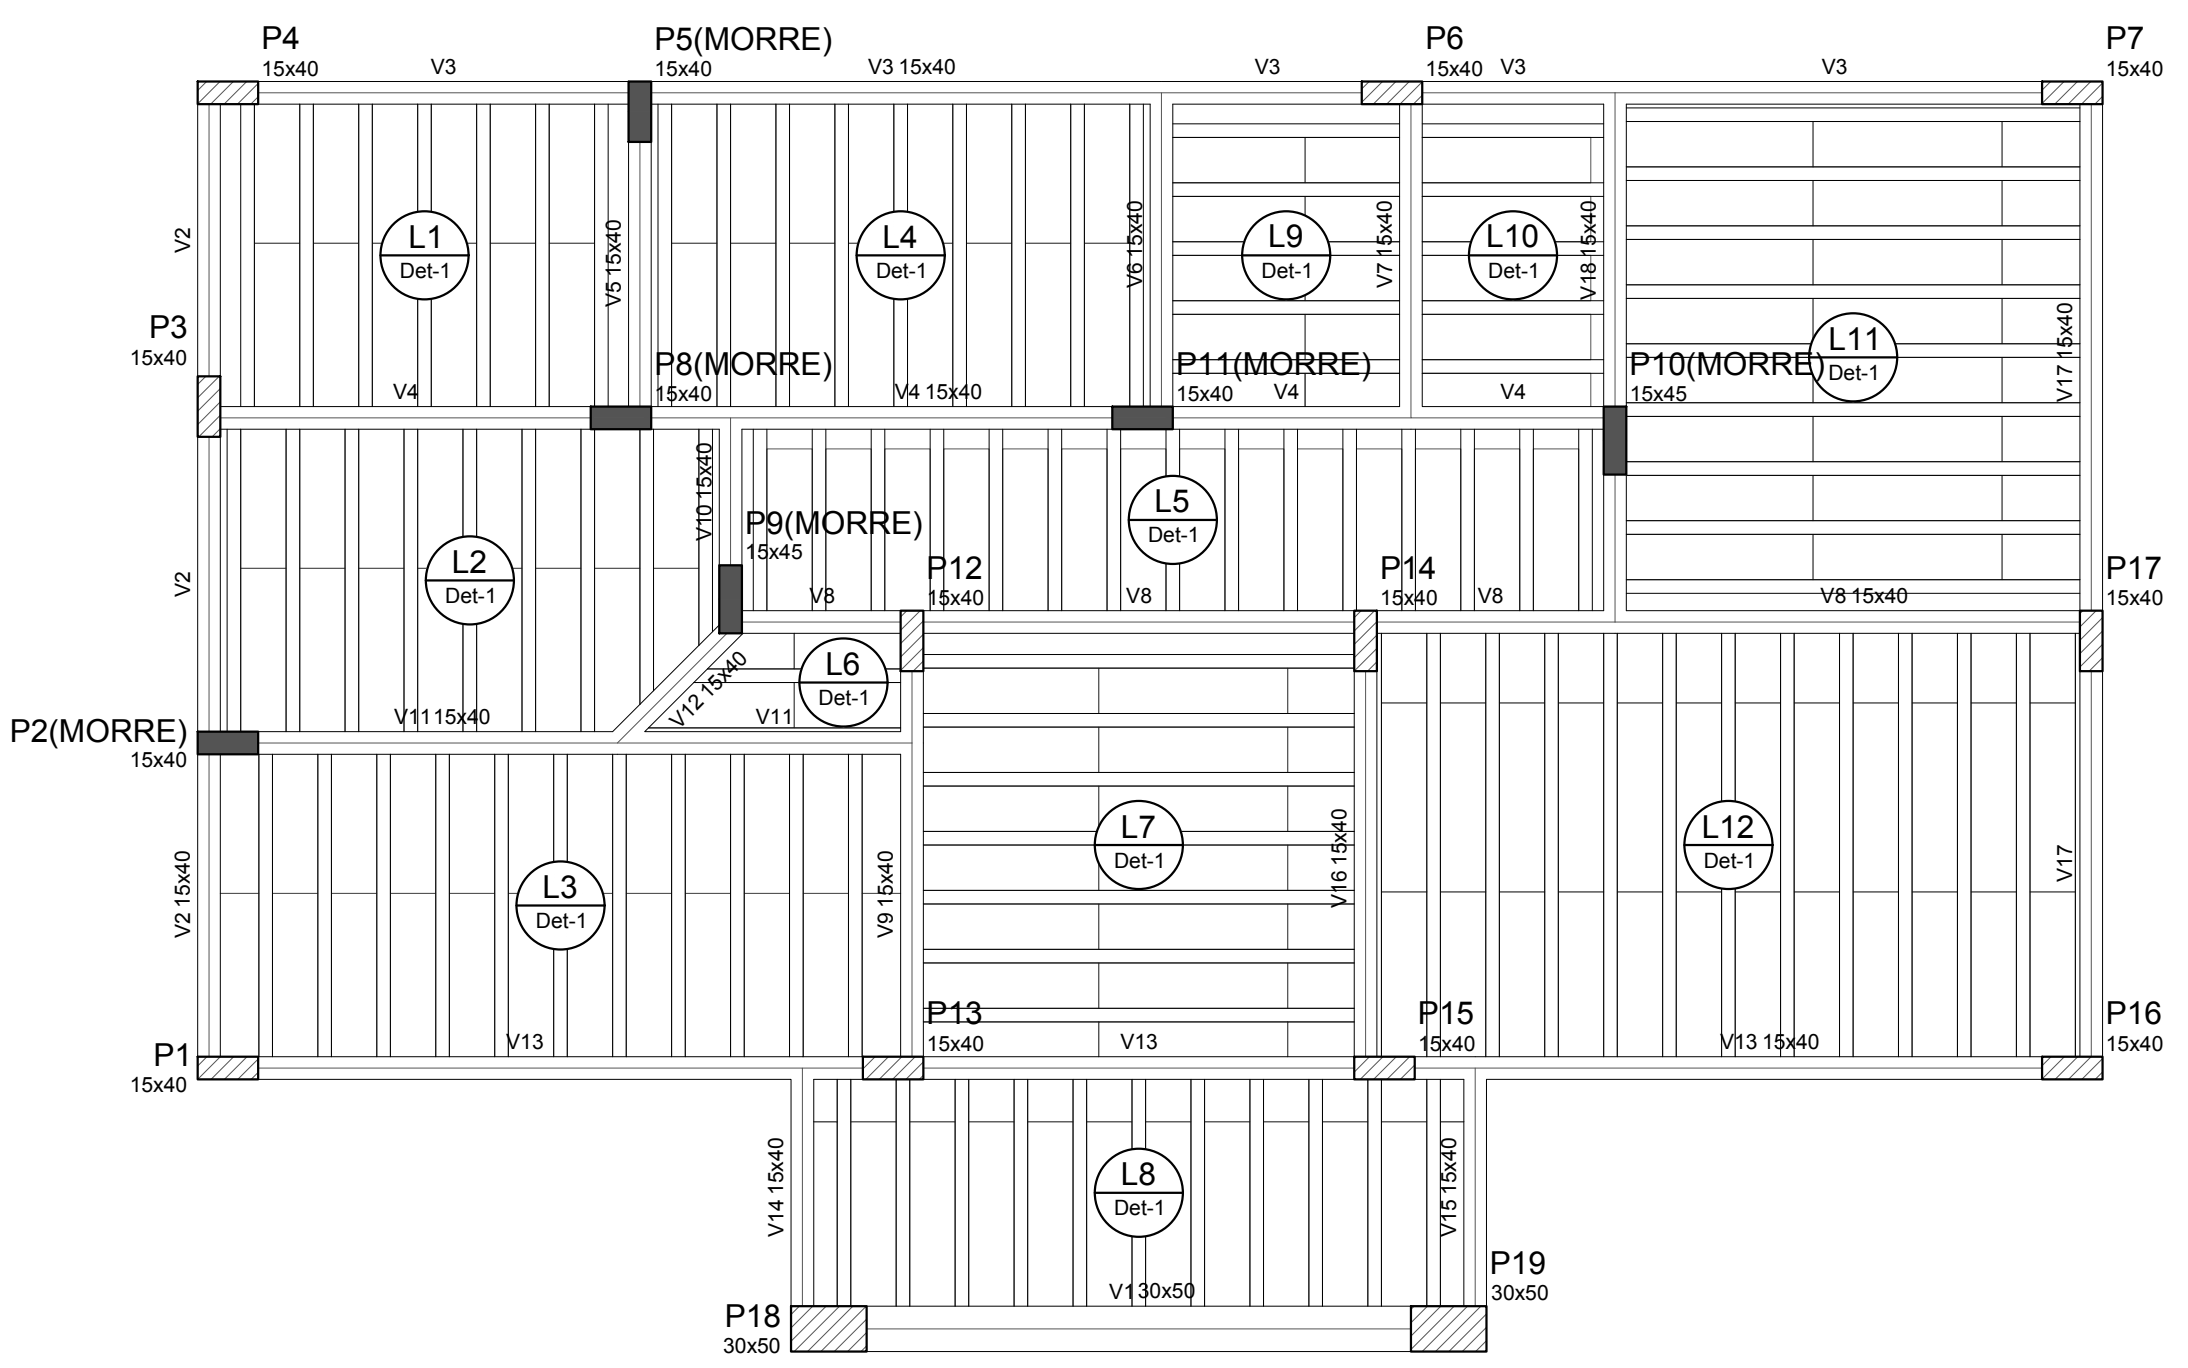 P4
15x40
V3
P5(MORRE)
15x40
V3 15x40
V3
P6
15x40
V3
V3
P7
15x40
V2
L1
Det-1
V5 15x40
L4
Det-1
V6 15x40
L9
Det-1
V7 15x40
L10
Det-1
V18 15x40
L11
Det-1
V17 15x40
P3
15x40
V4
P8(MORRE)
15x40
V4 15x40
P11(MORRE)
15x40
V4
V4
P10(MORRE)
15x45
V2
L2
Det-1
V10 15x40
P9(MORRE)
15x45
V8
P12
15x40
V8
L5
Det-1
P14
15x40
V8
V8 15x40
P17
15x40
P2(MORRE)
15x40
V11 15x40
V12 15x40
V11
L6
Det-1
V2 15x40
L3
Det-1
V9 15x40
L7
Det-1
V16 15x40
L12
Det-1
V17
P1
15x40
V13
P13
15x40
V13
P15
15x40
V13 15x40
P16
15x40
V14 15x40
L8
Det-1
V15 15x40
P18
30x50
V1 30x50
P19
30x50